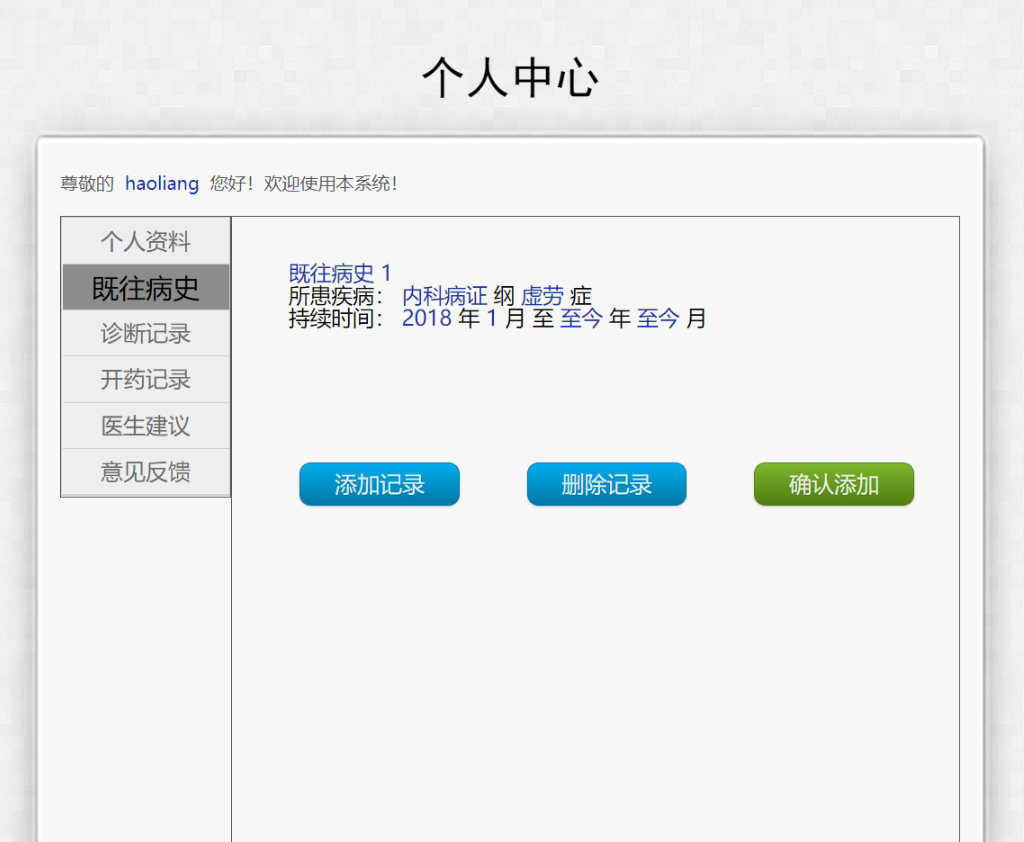 个人中心
尊敬的 haoliang 您好！欢迎使用本系统！
个人资料
既往病史
诊断记录
开药记录
医生建议
意见反馈
既往病史 1
所患疾病： 内科病证 纲 虚劳 症
持续时间： 2018 年 1 月 至 至今 年 至今 月
添加记录
删除记录
确认添加